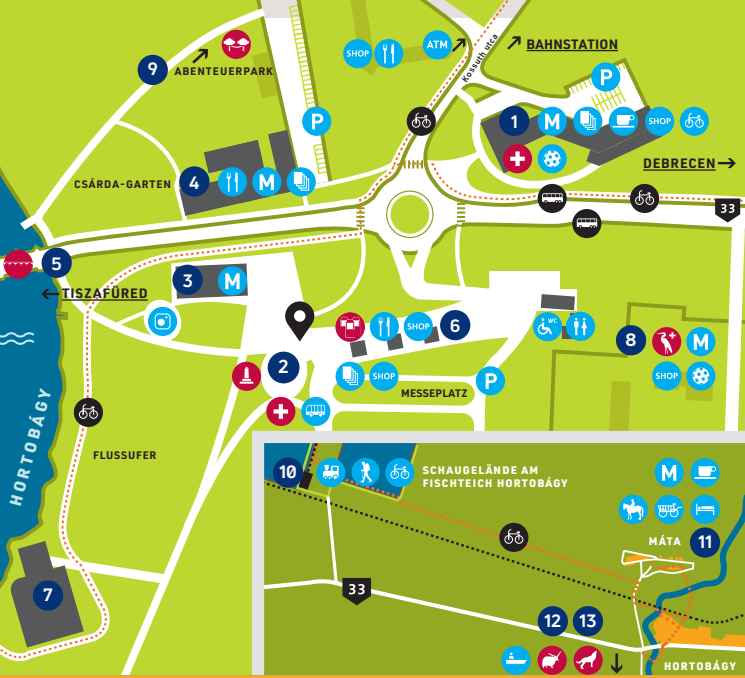 SHOP
ATM
Kossuth utca
BAHNSTATION
9
ABENTEUERPARK
P
P
1
M
SHOP
DEBRECEN
CSÁRDA-GARTEN
4
M
33
5
TISZAFÜRED
3
M
SHOP
6
WC
8
M
2
SHOP
SHOP
MESSEPLATZ
P
HORTOBÁGY
FLUSSUFER
7
10
SCHAUGELÄNDE AM
FISCHTEICH HORTOBÁGY
M
MÁTA
11
33
12
13
HORTOBÁGY